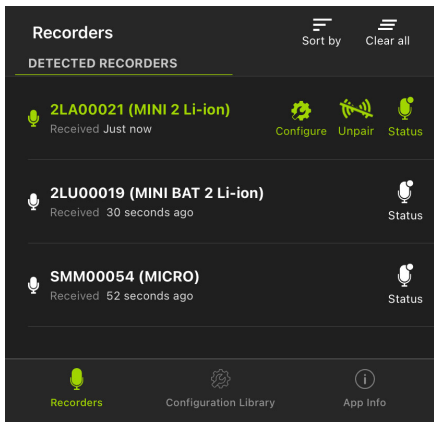 Recorders
Sort by
Clear all
DETECTED RECORDERS
2LA00021 (MINI 2 Li-ion)
Received Just now
Configure
Unpair
Status
2LU00019 (MINI BAT 2 Li-ion)
Received 30 seconds ago
Status
SMM00054 (MICRO)
Received 52 seconds ago
Status
Recorders
Configuration Library
App Info